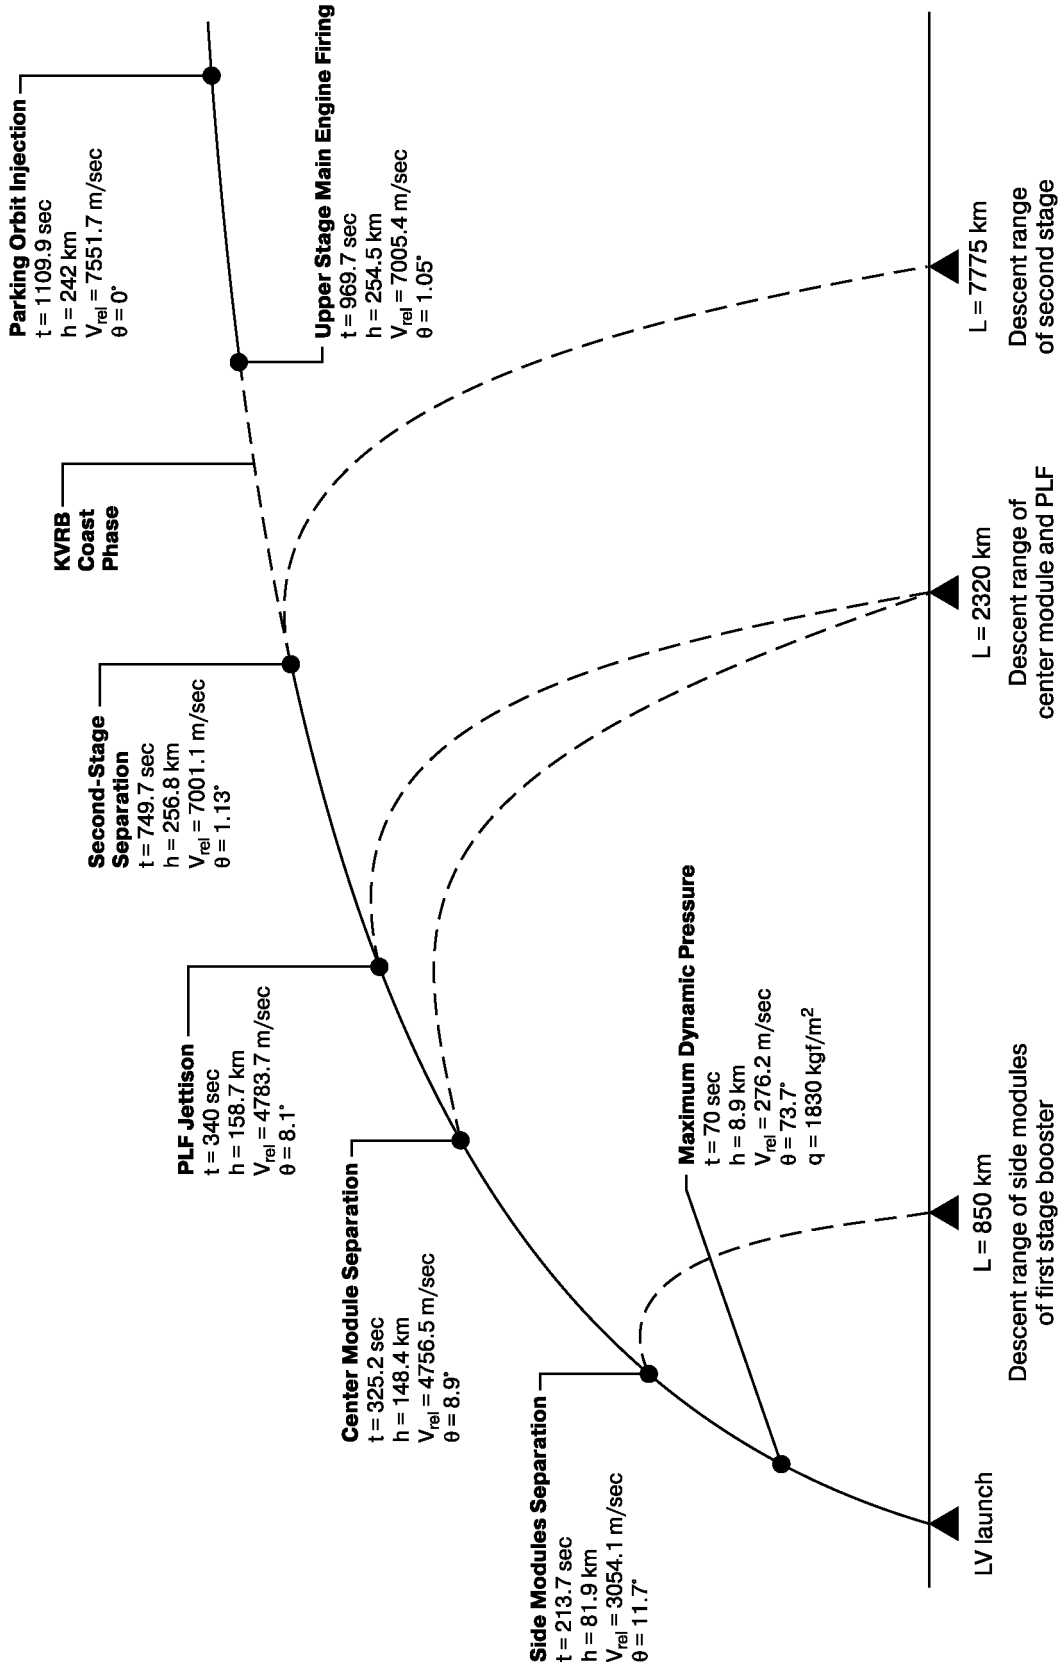 Parking Orbit Injection
t = 1109.9 sec
h = 242 km
Vrel = 7551.7 m/sec
θ = 0°
KVRB
Coast
Phase
Upper Stage Main Engine Firing
t = 969.7 sec
h = 254.5 km
Vrel = 7005.4 m/sec
θ = 1.05°
Second-Stage
Separation
t = 749.7 sec
h = 256.8 km
Vrel = 7001.1 m/sec
θ = 1.13°
PLF Jettison
t = 340 sec
h = 158.7 km
Vrel = 4783.7 m/sec
θ = 8.1°
Center Module Separation
t = 325.2 sec
h = 148.4 km
Vrel = 4756.5 m/sec
θ = 8.9°
Side Modules Separation
t = 213.7 sec
h = 81.9 km
Vrel = 3054.1 m/sec
θ = 11.7°
Maximum Dynamic Pressure
t = 70 sec
h = 8.9 km
Vrel = 276.2 m/sec
θ = 73.7°
q = 1830 kgf/m²
LV launch
L = 850 km
Descent range of side modules
of first stage booster
L = 2320 km
Descent range of
center module and PLF
L = 7775 km
Descent range
of second stage